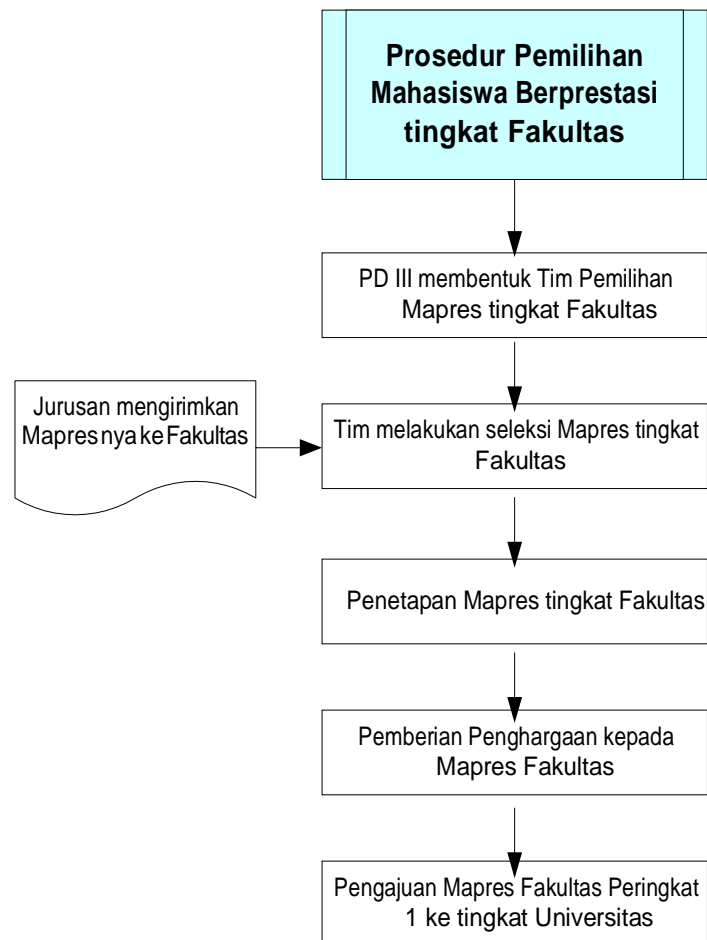 Prosedur Pemilihan
Mahasiswa Berprestasi
tingkat Fakultas
PD III membentuk Tim Pemilihan
Mapres tingkat Fakultas
Jurusan mengirimkan
Mapresnya ke Fakultas
Tim melakukan seleksi Mapres tingkat
Fakultas
Penetapan Mapres tingkat Fakultas
Pemberian Penghargaan kepada
Mapres Fakultas
Pengajuan Mapres Fakultas Peringkat
1 ke tingkat Universitas